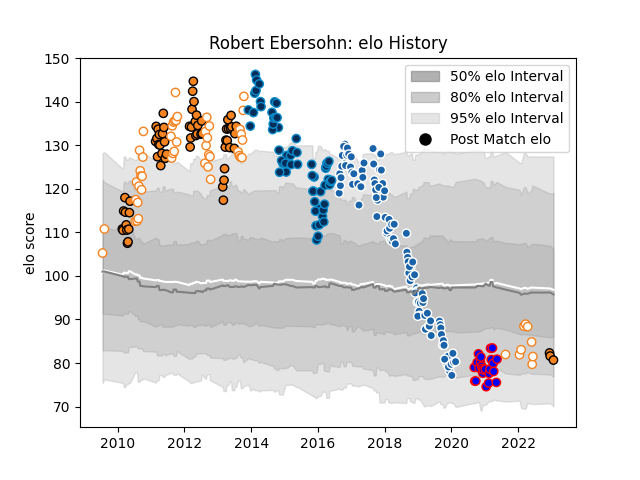 Robert Ebersohn: elo History
50% elo Interval
80% elo Interval
95% elo Interval
Post Match elo
elo score
150
140
130
120
110
100
90
80
70
2010
2012
2014
2016
2018
2020
2022